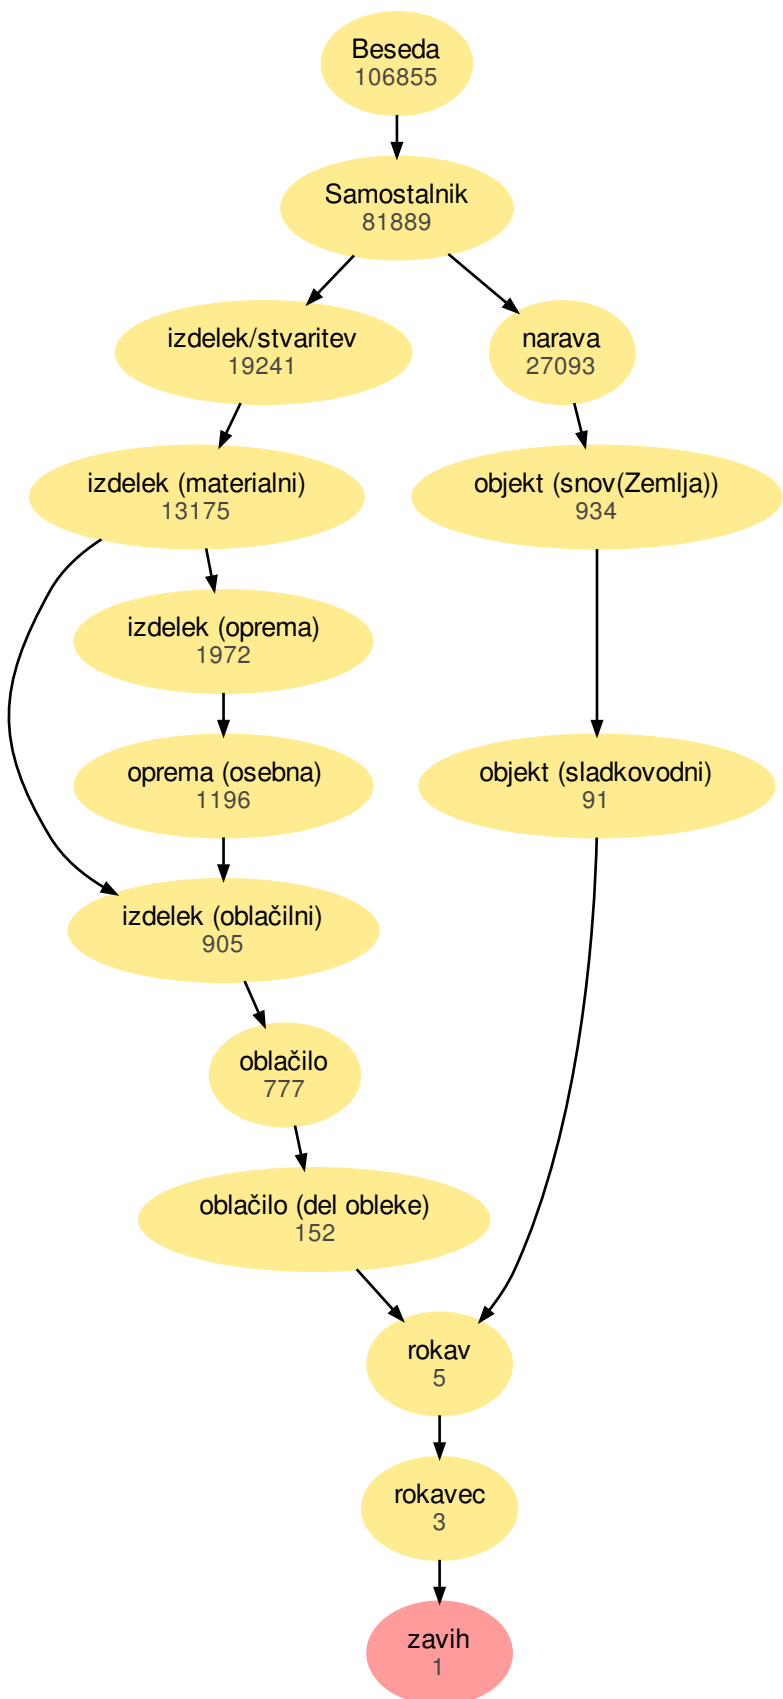 Beseda
106855
Samostalnik
81889
izdelek/stvaritev
19241
narava
27093
izdelek (materialni)
13175
objekt (snov(Zemlja))
934
izdelek (oprema)
1972
oprema (osebna)
1196
objekt (sladkovodni)
91
izdelek (oblačilni)
905
oblačilo
777
oblačilo (del obleke)
152
rokav
5
rokavec
3
zavih
1